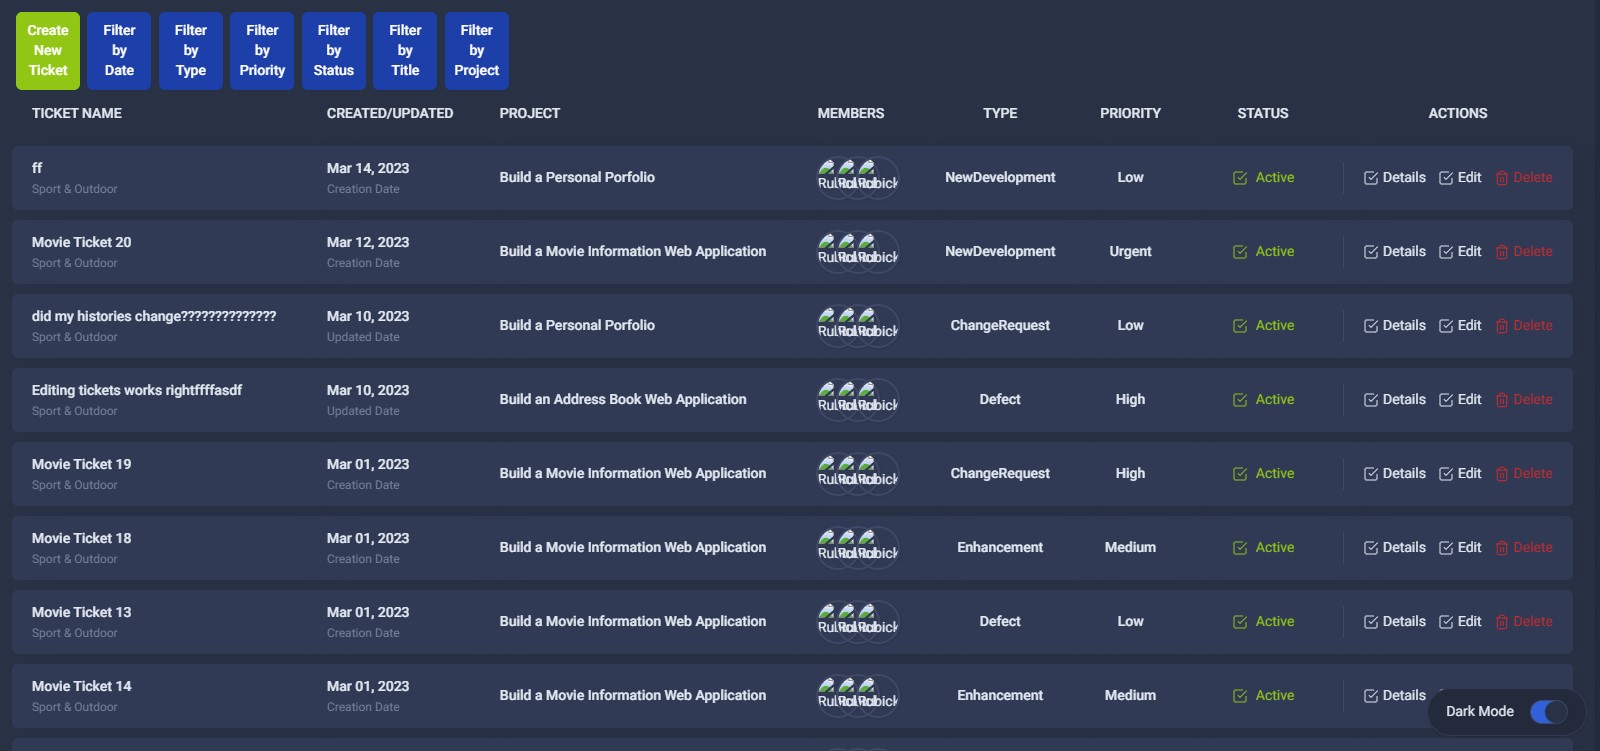 Create New Ticket
Filter by Date
Filter by Type
Filter by Priority
Filter by Status
Filter by Title
Filter by Project
TICKET NAME CREATED/UPDATED PROJECT MEMBERS TYPE PRIORITY STATUS ACTIONS
ff Mar 14, 2023
Sport & Outdoor Creation Date
Build a Personal Porfolio NewDevelopment Low Active Details Edit Delete
Movie Ticket 20 Mar 12, 2023
Sport & Outdoor Creation Date
Build a Movie Information Web Application NewDevelopment Urgent Active Details Edit Delete
did my histories change?????????????? Mar 10, 2023
Sport & Outdoor Updated Date
Build a Personal Porfolio ChangeRequest Low Active Details Edit Delete
Editing tickets works rightffffasdf Mar 10, 2023
Sport & Outdoor Updated Date
Build an Address Book Web Application Defect High Active Details Edit Delete
Movie Ticket 19 Mar 01, 2023
Sport & Outdoor Creation Date
Build a Movie Information Web Application ChangeRequest High Active Details Edit Delete
Movie Ticket 18 Mar 01, 2023
Sport & Outdoor Creation Date
Build a Movie Information Web Application Enhancement Medium Active Details Edit Delete
Movie Ticket 13 Mar 01, 2023
Sport & Outdoor Creation Date
Build a Movie Information Web Application Defect Low Active Details Edit Delete
Movie Ticket 14 Mar 01, 2023
Sport & Outdoor Creation Date
Build a Movie Information Web Application Enhancement Medium Active Details
Dark Mode